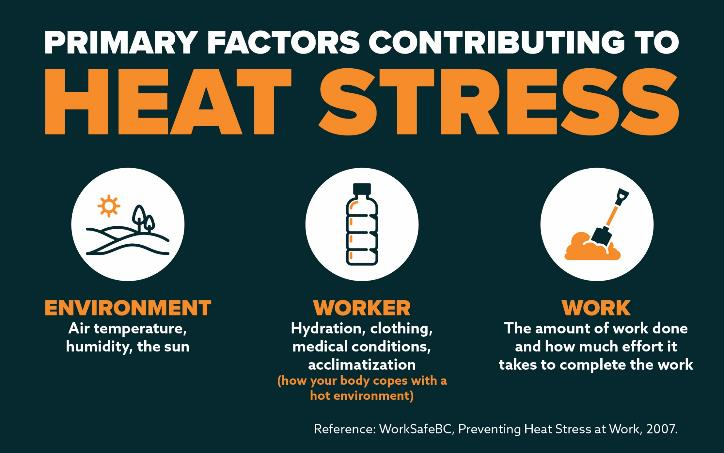 PRIMARY FACTORS CONTRIBUTING TO
HEAT STRESS
ENVIRONMENT
Air temperature,
humidity, the sun
WORKER
Hydration, clothing,
medical conditions,
acclimatization
(how your body copes with a
hot environment)
WORK
The amount of work done
and how much effort it
takes to complete the work
Reference: WorkSafeBC, Preventing Heat Stress at Work, 2007.